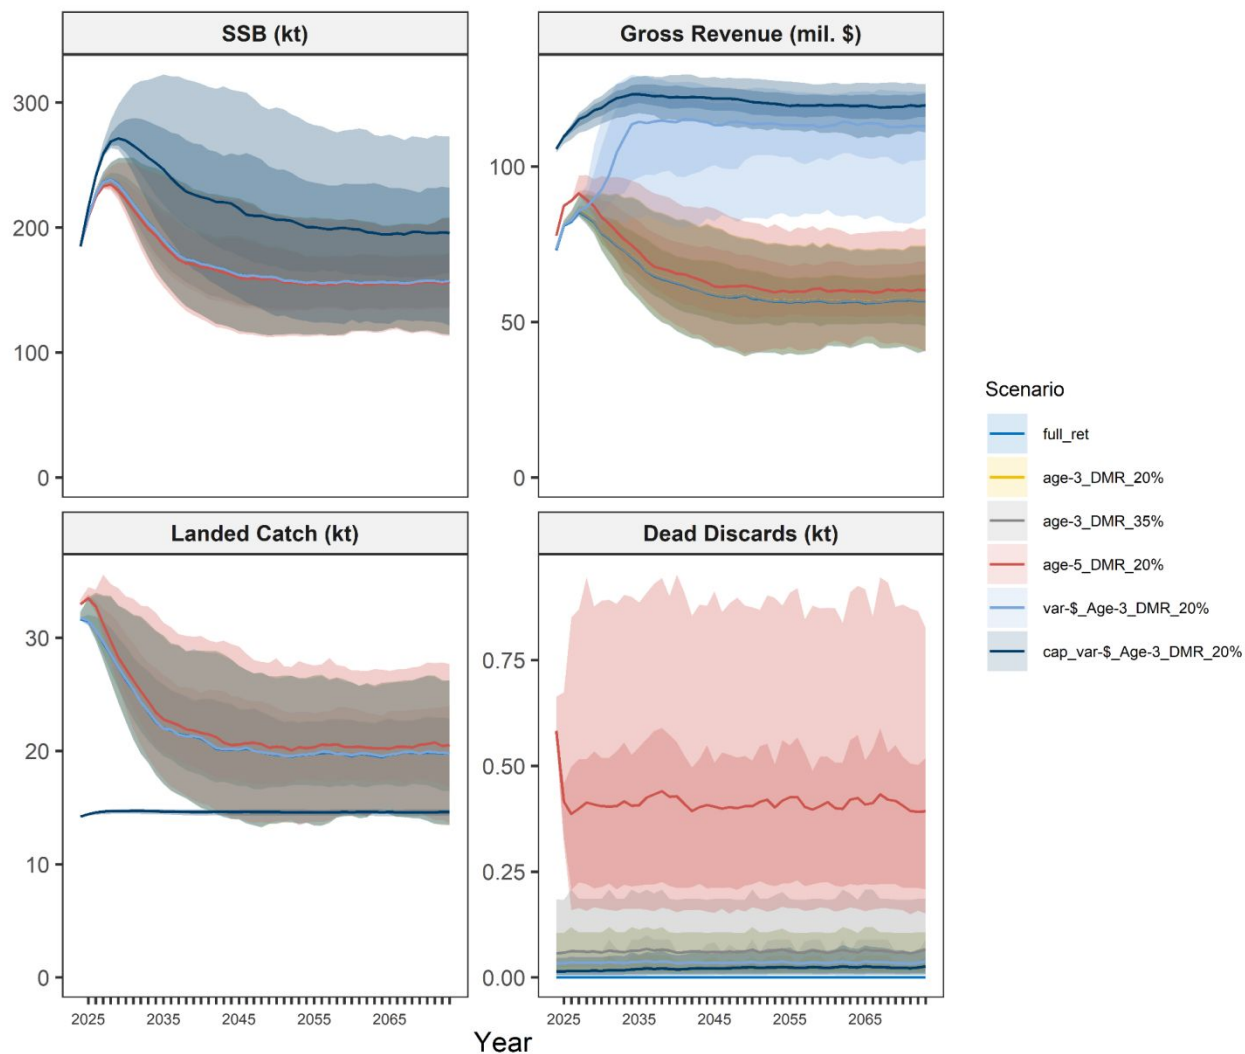 SSB (kt)
Gross Revenue (mil. $)
300
200
100
0
100
50
0
Landed Catch (kt)
Dead Discards (kt)
30
20
10
0
0.75
0.50
0.25
0.00
2025 2035 2045 2055 2065
2025 2035 2045 2055 2065
Year
Scenario
full_ret
age-3_DMR_20%
age-3_DMR_35%
age-5_DMR_20%
var-$_Age-3_DMR_20%
cap_var-$_Age-3_DMR_20%